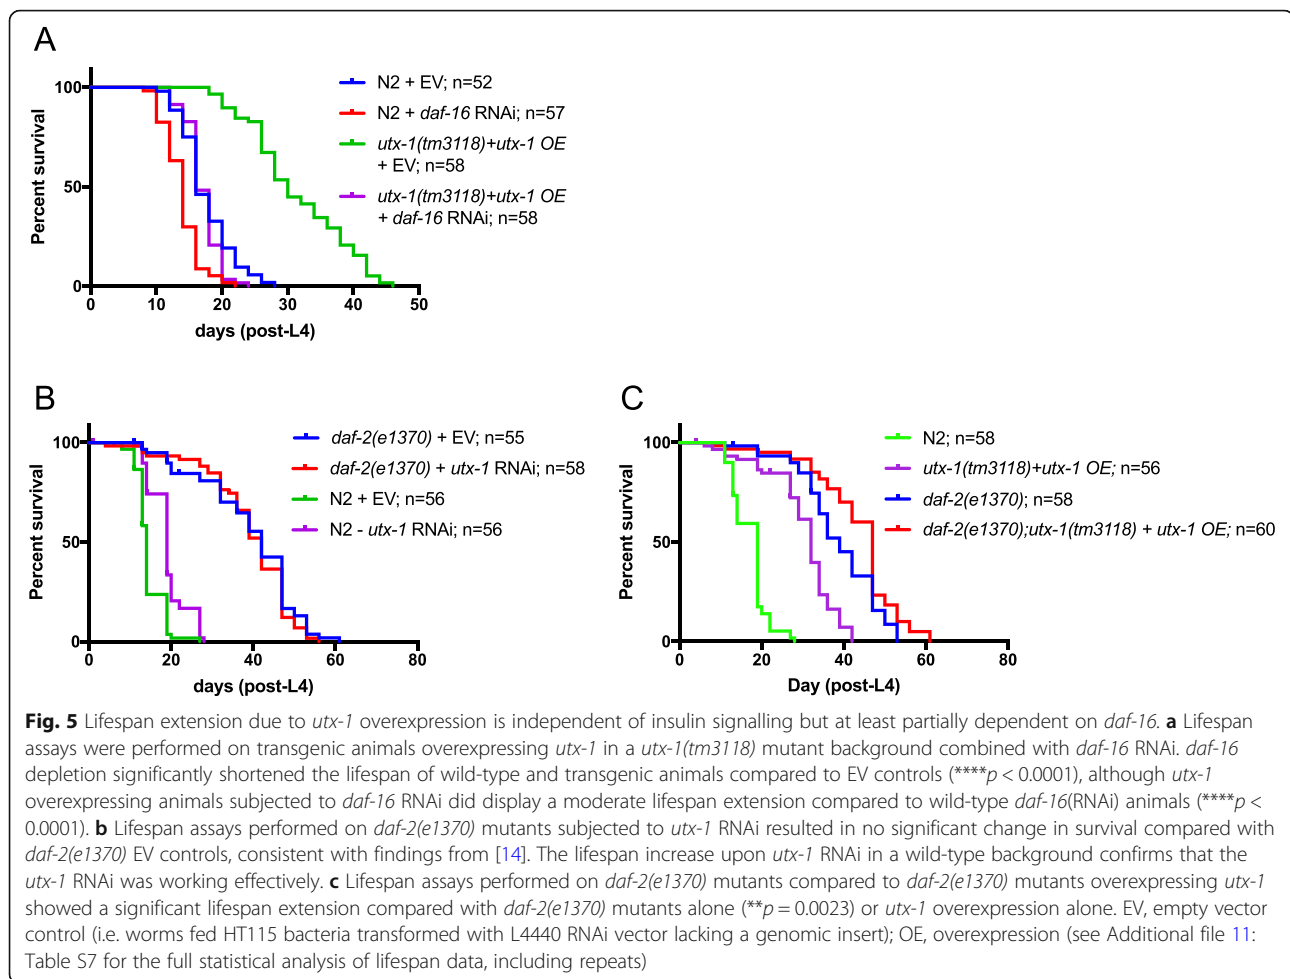 A
Percent survival
100
50
0
0 10 20 30 40 50
days (post-L4)
N2 + EV; n=52
N2 + daf-16 RNAi; n=57
utx-1(tm3118)+utx-1 OE
+ EV; n=58
utx-1(tm3118)+utx-1 OE
+ daf-16 RNAi; n=58
B
Percent survival
100
50
0
0 20 40 60 80
days (post-L4)
daf-2(e1370) + EV; n=55
daf-2(e1370) + utx-1 RNAi; n=58
N2 + EV; n=56
N2 - utx-1 RNAi; n=56
C
Percent survival
100
50
0
0 20 40 60 80
Day (post-L4)
N2; n=58
utx-1(tm3118)+utx-1 OE; n=56
daf-2(e1370); n=58
daf-2(e1370);utx-1(tm3118) + utx-1 OE; n=60
Fig. 5 Lifespan extension due to utx-1 overexpression is independent of insulin signalling but at least partially dependent on daf-16. a Lifespan
assays were performed on transgenic animals overexpressing utx-1 in a utx-1(tm3118) mutant background combined with daf-16 RNAi. daf-16
depletion significantly shortened the lifespan of wild-type and transgenic animals compared to EV controls (****p < 0.0001), although utx-1
overexpressing animals subjected to daf-16 RNAi did display a moderate lifespan extension compared to wild-type daf-16(RNAi) animals (****p <
0.0001). b Lifespan assays performed on daf-2(e1370) mutants subjected to utx-1 RNAi resulted in no significant change in survival compared with
daf-2(e1370) EV controls, consistent with findings from [14]. The lifespan increase upon utx-1 RNAi in a wild-type background confirms that the
utx-1 RNAi was working effectively. c Lifespan assays performed on daf-2(e1370) mutants compared to daf-2(e1370) mutants overexpressing utx-1
showed a significant lifespan extension compared with daf-2(e1370) mutants alone (**p = 0.0023) or utx-1 overexpression alone. EV, empty vector
control (i.e. worms fed HT115 bacteria transformed with L4440 RNAi vector lacking a genomic insert); OE, overexpression (see Additional file 11:
Table S7 for the full statistical analysis of lifespan data, including repeats)